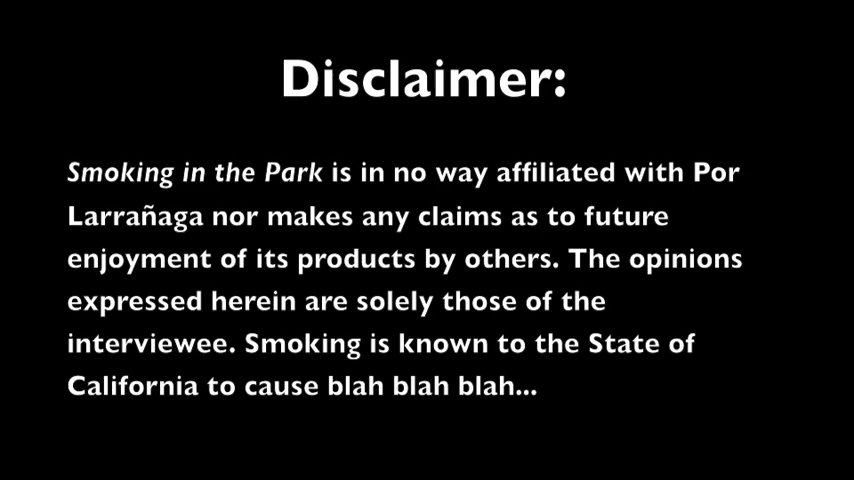 Disclaimer:
Smoking in the Park is in no way affiliated with Por
Larrañaga nor makes any claims as to future
enjoyment of its products by others. The opinions
expressed herein are solely those of the
interviewee. Smoking is known to the State of
California to cause blah blah blah...